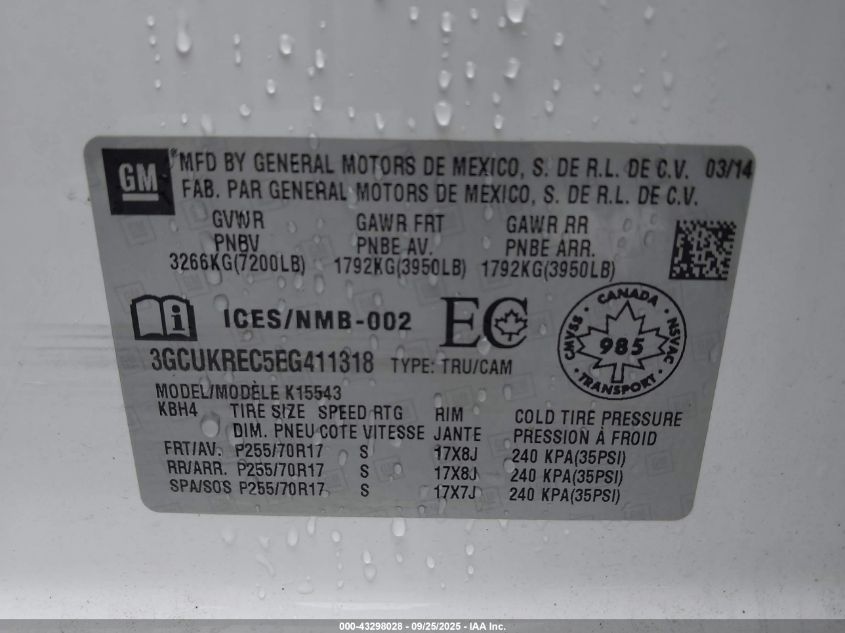 GM
MFD BY GENERAL MOTORS DE MEXICO, S. DE R.L. DE C.V. 03/14
FAB. PAR GENERAL MOTORS DE MEXICO, S. DE R.L. DE C.V.
GVWR GAWR FRT GAWR RR
PNBV PNBE AV. PNBE ARR.
3266KG(7200LB) 1792KG(3950LB) 1792KG(3950LB)
i ICES/NMB-002 EC
CANADA
CMVSS 985 NSVAC
TRANSPORT
3GCUKREC5EG411318 TYPE: TRU/CAM
MODEL/MODÈLE K15543
KBH4 TIRE SIZE SPEED RTG RIM COLD TIRE PRESSURE
DIM. PNEU COTE VITESSE JANTE PRESSION À FROID
FRT/AV. P255/70R17 S 17X8J 240 KPA(35PSI)
RR/ARR. P255/70R17 S 17X8J 240 KPA(35PSI)
SPA/SOS P255/70R17 S 17X7J 240 KPA(35PSI)
000-43298028 - 09/25/2025 - IAA Inc.